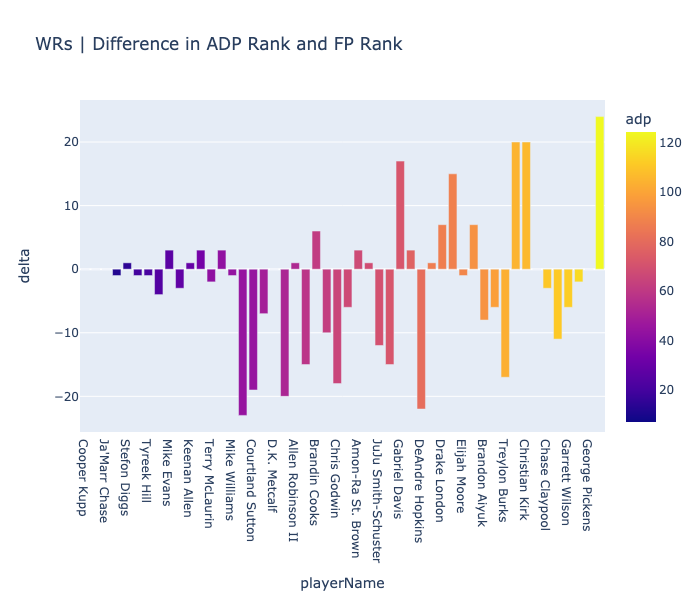 WRs | Difference in ADP Rank and FP Rank
adp
120
100
80
60
40
20
delta
20
10
0
−10
−20
Cooper Kupp
Ja'Marr Chase
Stefon Diggs
Tyreek Hill
Mike Evans
Keenan Allen
Terry McLaurin
Mike Williams
Courtland Sutton
D.K. Metcalf
Allen Robinson II
Brandin Cooks
Chris Godwin
Amon-Ra St. Brown
JuJu Smith-Schuster
Gabriel Davis
DeAndre Hopkins
Drake London
Elijah Moore
Brandon Aiyuk
Treylon Burks
Christian Kirk
Chase Claypool
Garrett Wilson
George Pickens
playerName